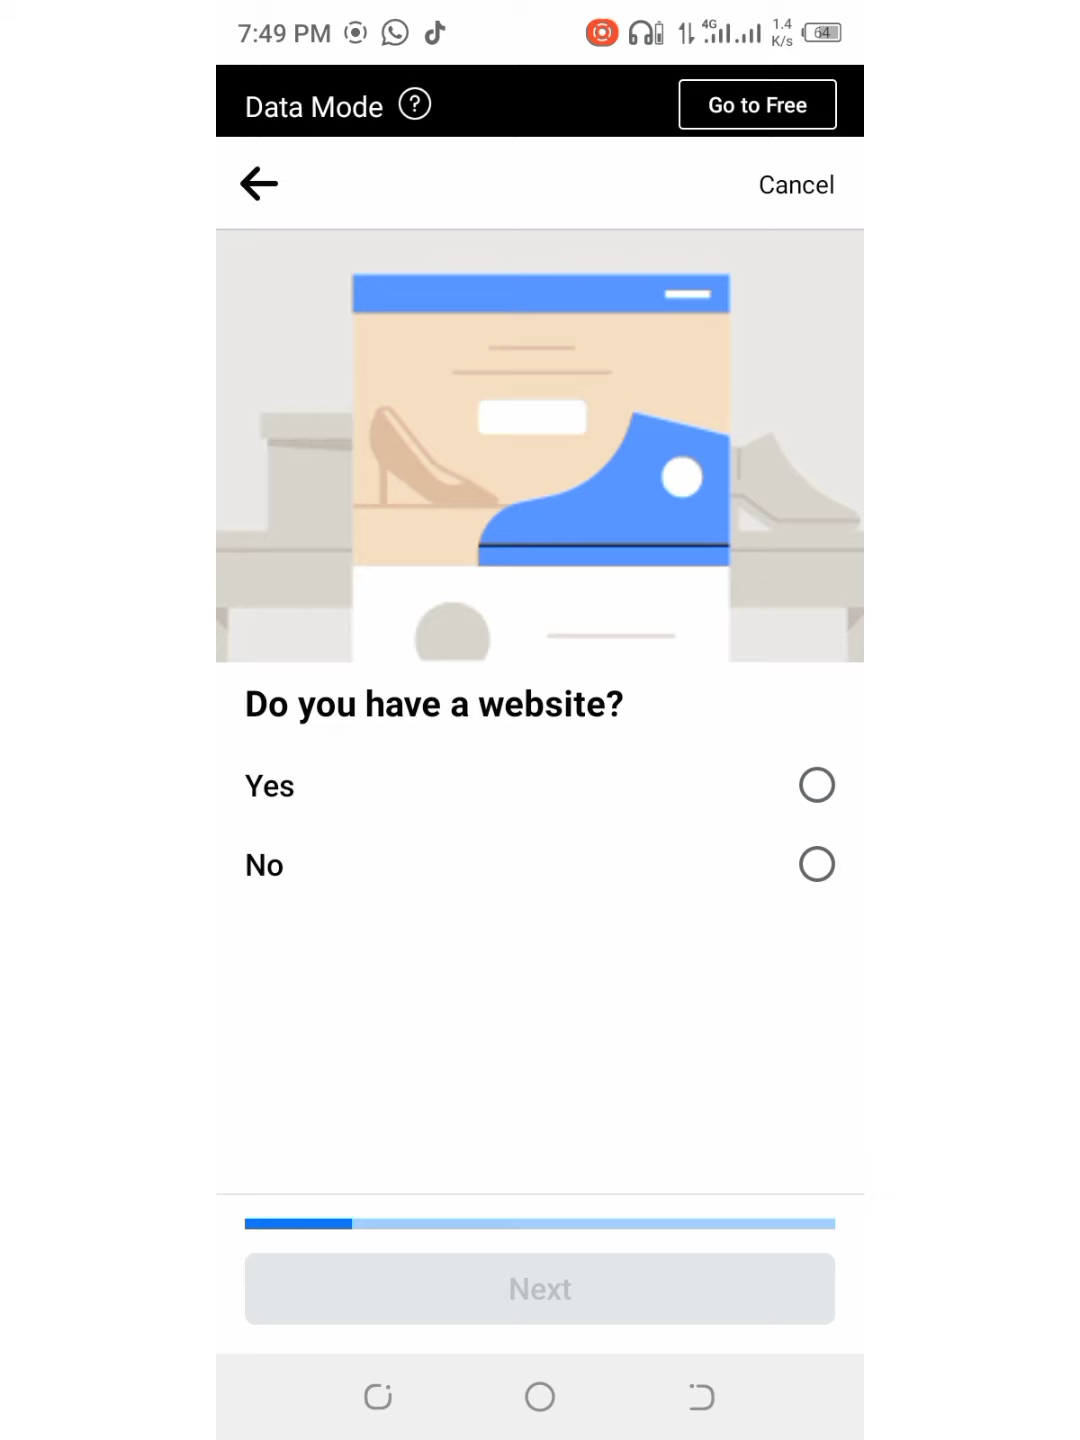 7:49 PM 4G 1.4 K/s 64
Data Mode ? Go to Free
Cancel
Do you have a website?
Yes
No
Next